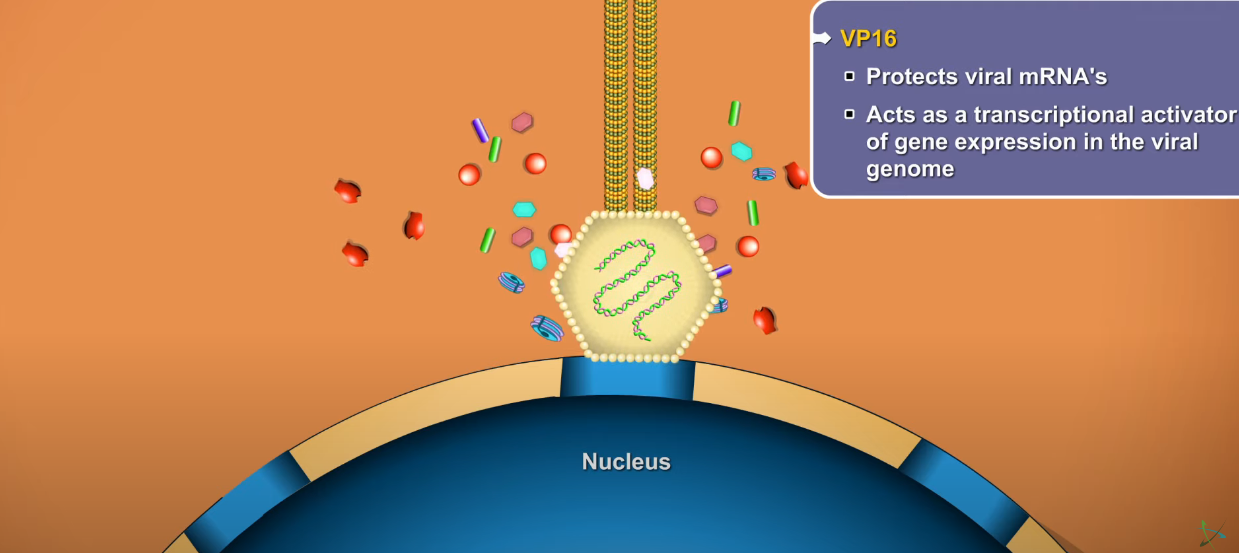 VP16
Protects viral mRNA's
Acts as a transcriptional activator
of gene expression in the viral
genome
Nucleus